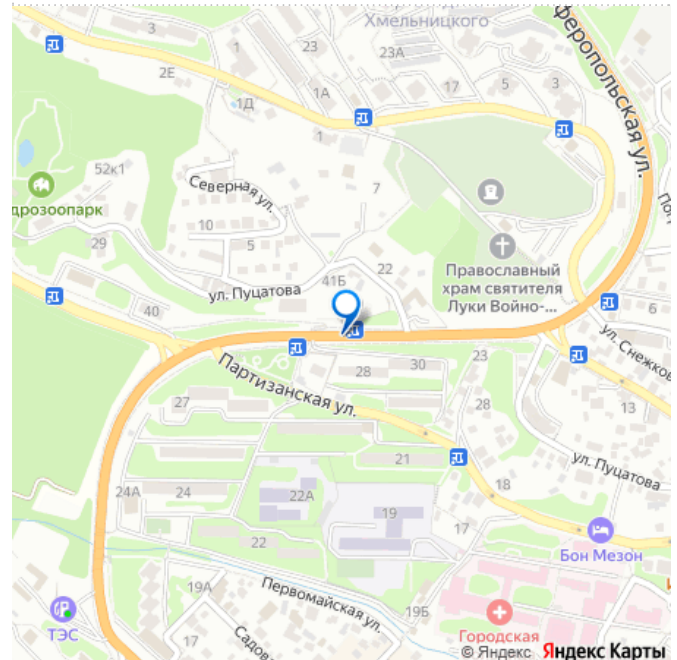 Хмельницкого
3
23
23А
1
17
5
3
2Е
1А
1Д
1
феропольская ул.
52к1
Северная ул.
7
дрозоопарк
10
5
29
22
41Б
Православный
храм святителя
Луки Войно-...
ул. Пуцатова
40
6
ул. Снежков
28
30
23
Партизанская ул.
27
28
13
21
ул. Пуцатова
24А
24
22А
18
19
17
22
Бон Мезон
19А
Первомайская ул.
19Б
ТЭС
17
Садова
Городская
© Яндекс Яндекс Карты